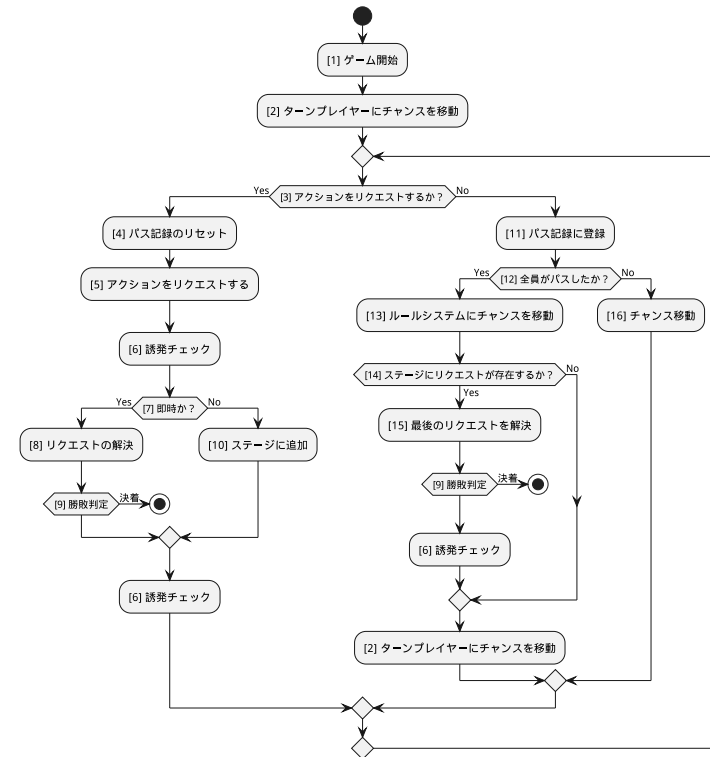 [1] ゲーム開始
[2] ターンプレイヤーにチャンスを移動
[3] アクションをリクエストするか？
Yes
No
[4] パス記録のリセット
[5] アクションをリクエストする
[6] 誘発チェック
[7] 即時か？
Yes
No
[8] リクエストの解決
[10] ステージに追加
[9] 勝敗判定
決着
[6] 誘発チェック
[11] パス記録に登録
[12] 全員がパスしたか？
Yes
No
[13] ルールシステムにチャンスを移動
[16] チャンス移動
[14] ステージにリクエストが存在するか？
No
Yes
[15] 最後のリクエストを解決
[9] 勝敗判定
決着
[6] 誘発チェック
[2] ターンプレイヤーにチャンスを移動